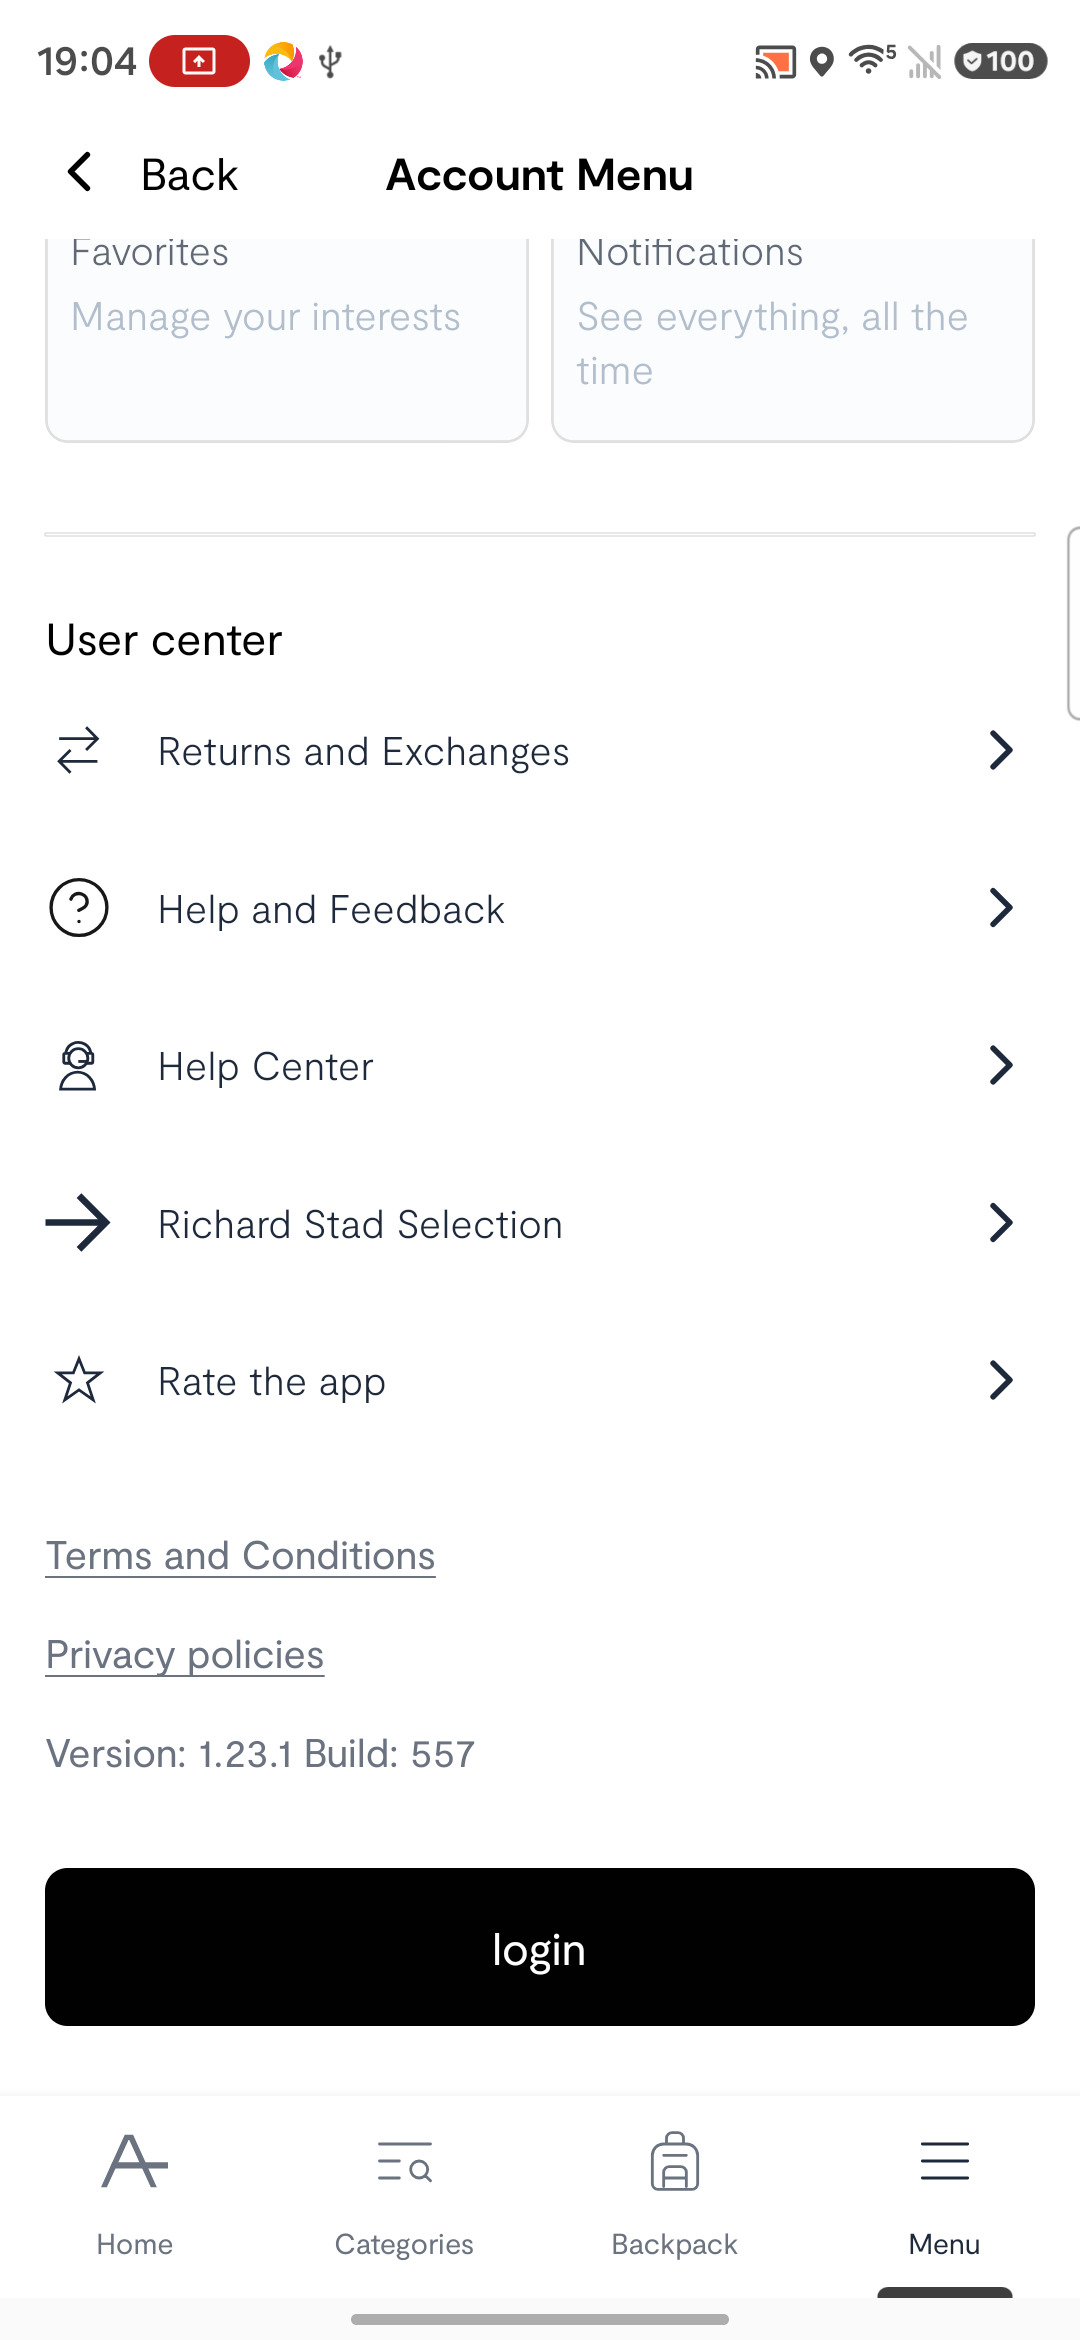 19:04
5
100
Back
Account Menu
Favorites
Manage your interests
Notifications
See everything, all the
time
User center
Returns and Exchanges
Help and Feedback
Help Center
Richard Stad Selection
Rate the app
Terms and Conditions
Privacy policies
Version: 1.23.1 Build: 557
login
Home
Categories
Backpack
Menu